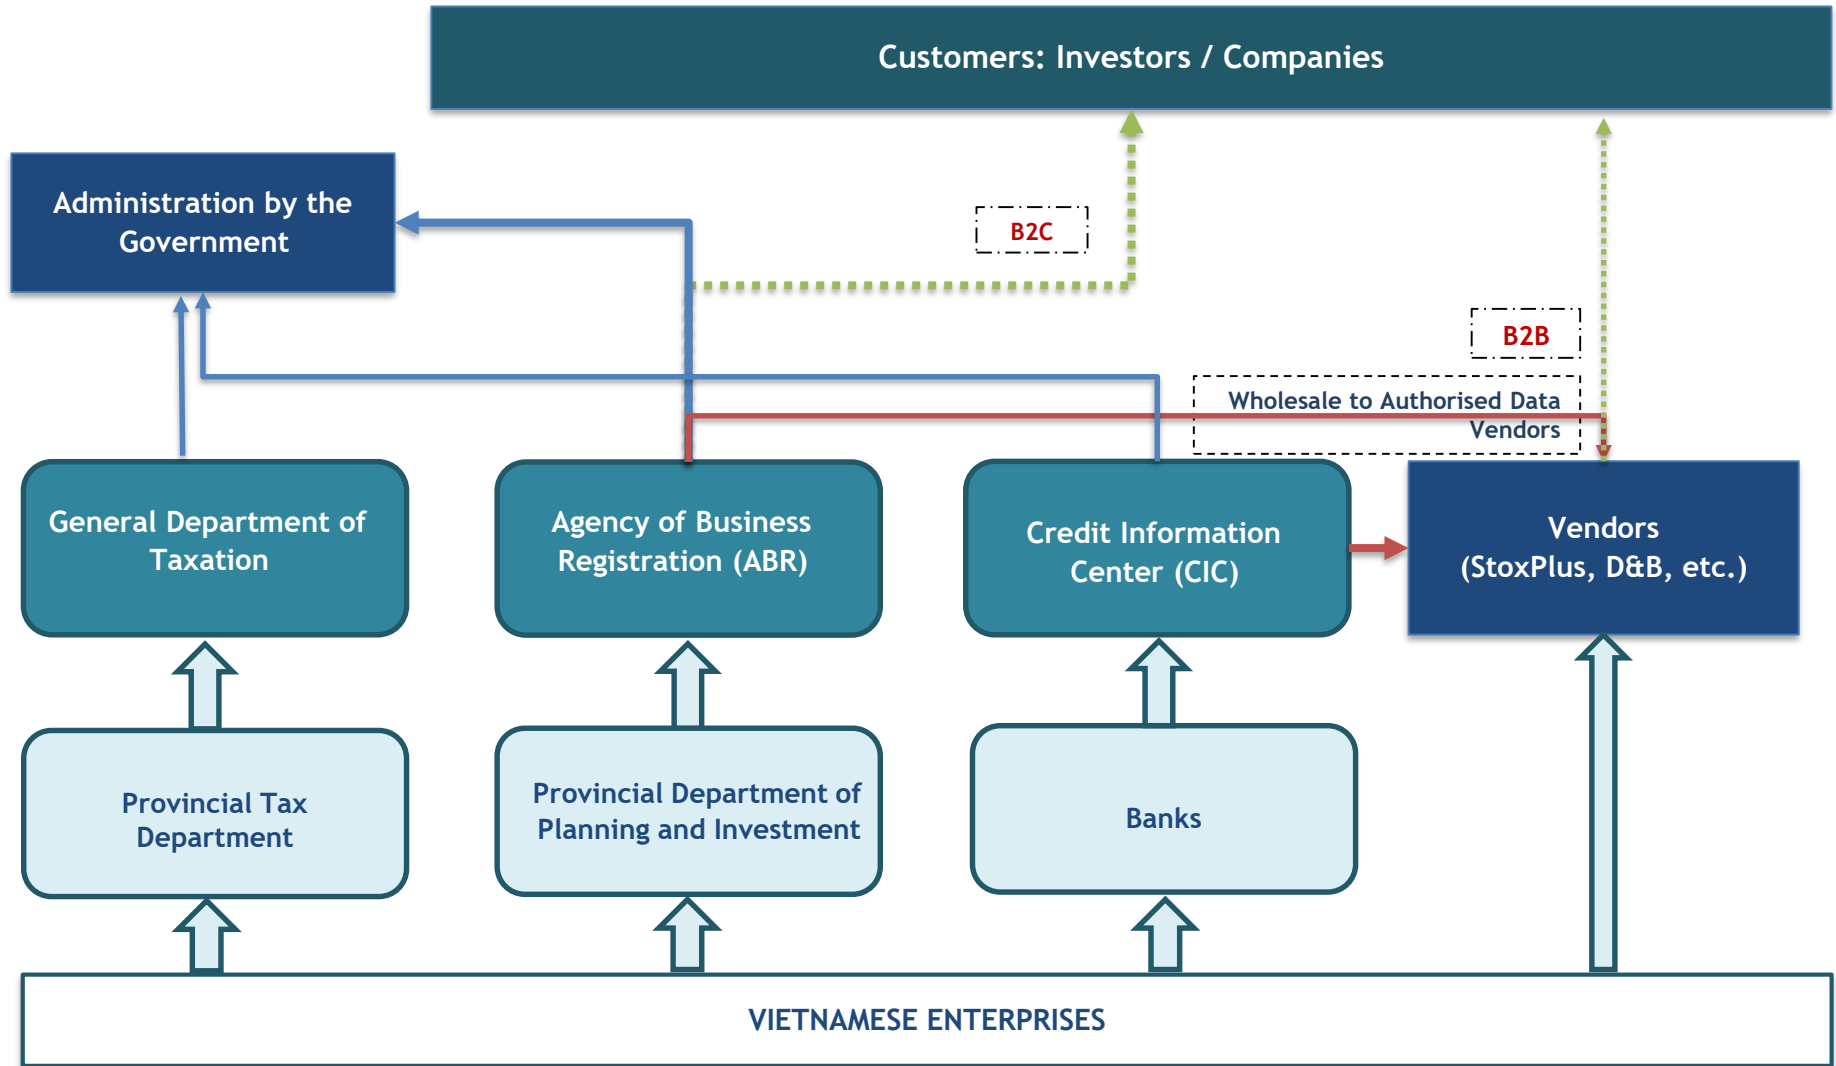 Customers: Investors / Companies
Administration by the
Government
B2C
B2B
Wholesale to Authorised Data
Vendors
General Department of
Taxation
Agency of Business
Registration (ABR)
Credit Information
Center (CIC)
Vendors
(StoxPlus, D&B, etc.)
Provincial Tax
Department
Provincial Department of
Planning and Investment
Banks
VIETNAMESE ENTERPRISES